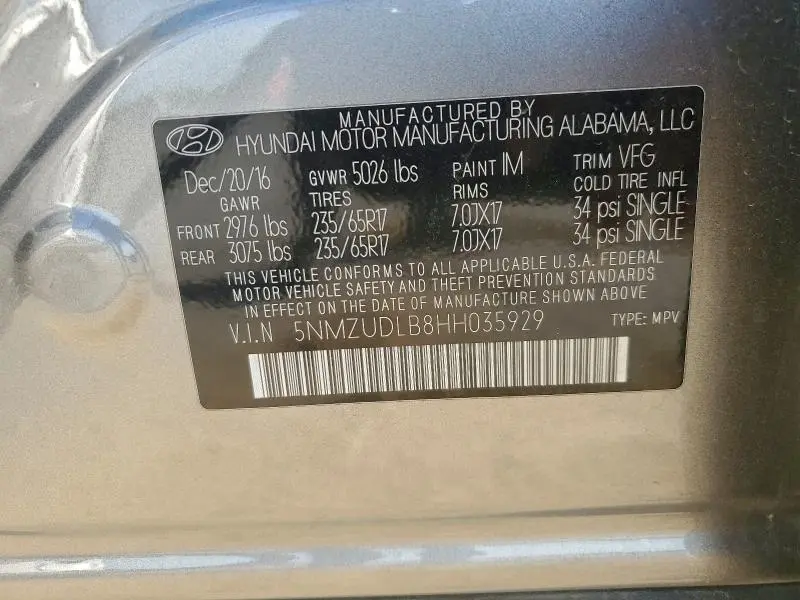 MANUFACTURED BY
HYUNDAI MOTOR MANUFACTURING ALABAMA, LLC
Dec/20/16 GVWR 5026 lbs PAINT IM TRIM VFG
GAWR TIRES RIMS COLD TIRE INFL
FRONT 2976 lbs 235/65R17 7.0JX17 34 psi SINGLE
REAR 3075 lbs 235/65R17 7.0JX17 34 psi SINGLE
THIS VEHICLE CONFORMS TO ALL APPLICABLE U.S.A. FEDERAL
MOTOR VEHICLE SAFETY AND THEFT PREVENTION STANDARDS
IN EFFECT ON THE DATE OF MANUFACTURE SHOWN ABOVE
V.I.N 5NMZUDLB8HH035929 TYPE: MPV